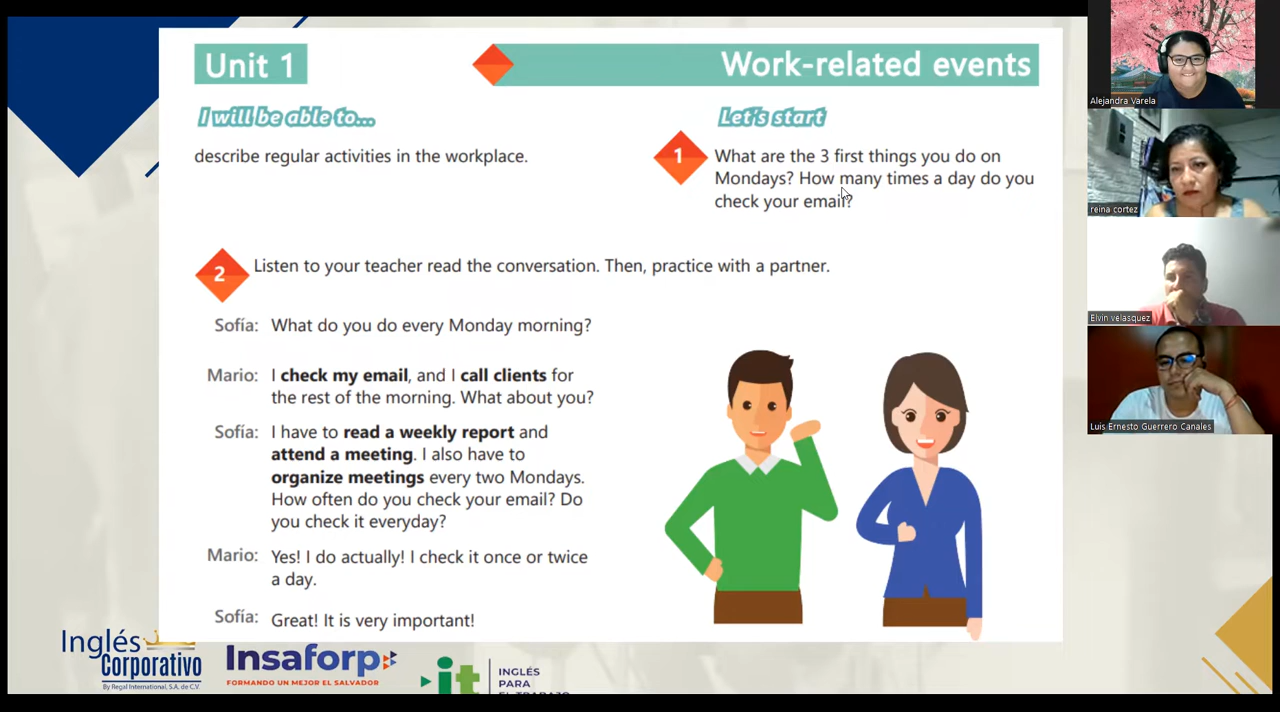 Unit 1
Work-related events
I will be able to...
describe regular activities in the workplace.
Let's start
1
What are the 3 first things you do on
Mondays? How many times a day do you
check your email?
2
Listen to your teacher read the conversation. Then, practice with a partner.
Sofía: What do you do every Monday morning?
Mario: I check my email, and I call clients for
the rest of the morning. What about you?
Sofía: I have to read a weekly report and
attend a meeting. I also have to
organize meetings every two Mondays.
How often do you check your email? Do
you check it everyday?
Mario: Yes! I do actually! I check it once or twice
a day.
Sofía: Great! It is very important!
Inglés
Corporativo
By Regal International, S.A. de C.V.
Insaforp
FORMANDO UN MEJOR EL SALVADOR
it
INGLÉS
PARA
EL TRABAJO
Alejandra Varela
reina cortez
Elvin velasquez
Luis Ernesto Guerrero Canales